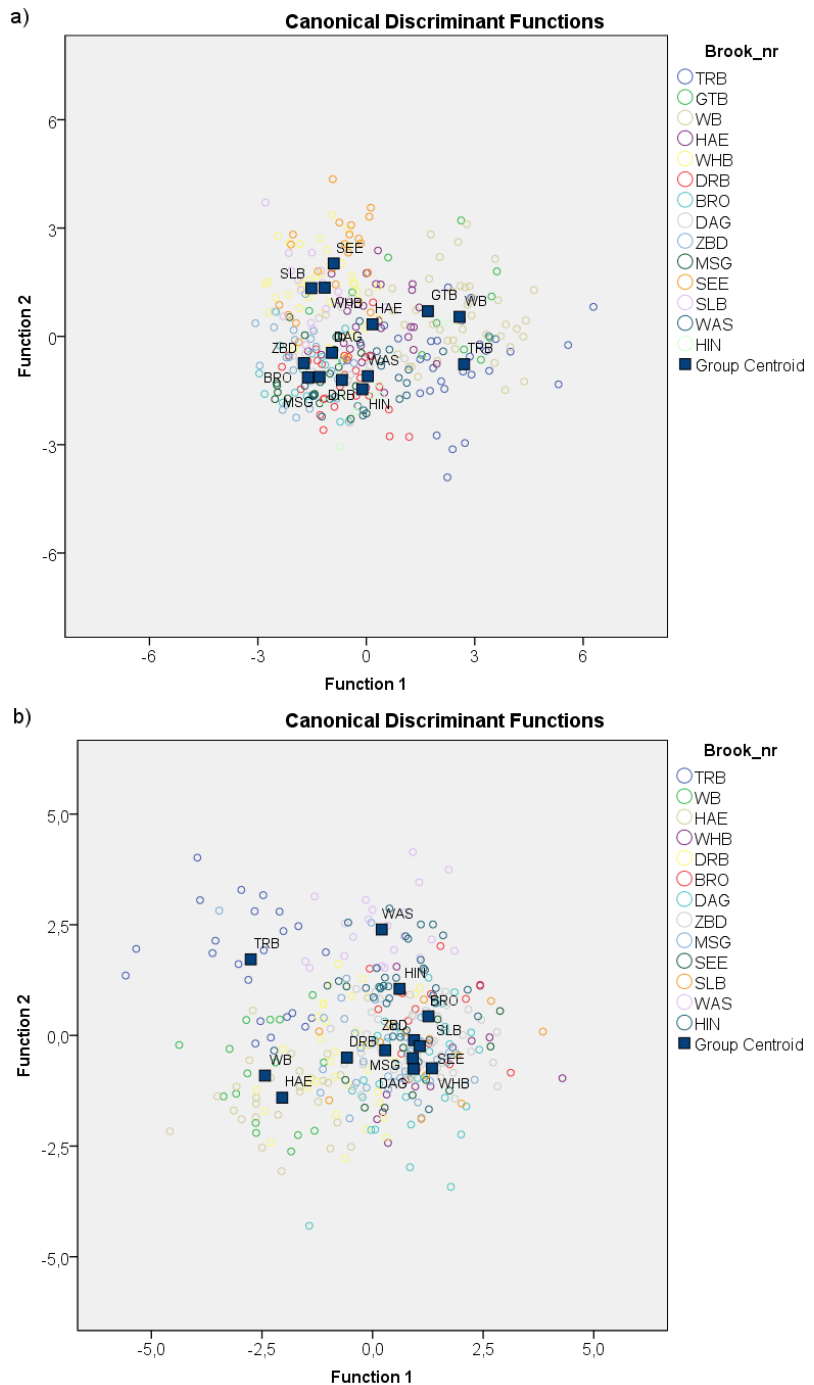 a)
Canonical Discriminant Functions
Brook_nr
TRB
GTB
WB
HAE
WHB
DRB
BRO
DAG
ZBD
MSG
SEE
SLB
WAS
HIN
Group Centroid
6
3
0
-3
-6
Function 2
SEE
SLB
WHB
HAE
GTB
WB
DAG
ZBD
WAS
TRB
BRO
MSG
DRB
HIN
-6
-3
0
3
6
Function 1
b)
Canonical Discriminant Functions
Brook_nr
TRB
WB
HAE
WHB
DRB
BRO
DAG
ZBD
MSG
SEE
SLB
WAS
HIN
Group Centroid
5,0
2,5
0,0
-2,5
-5,0
Function 2
WAS
TRB
HIN
BRO
ZBD
SLB
DRB
WB
MSG
SEE
HAE
DAG
WHB
-5,0
-2,5
0,0
2,5
5,0
Function 1